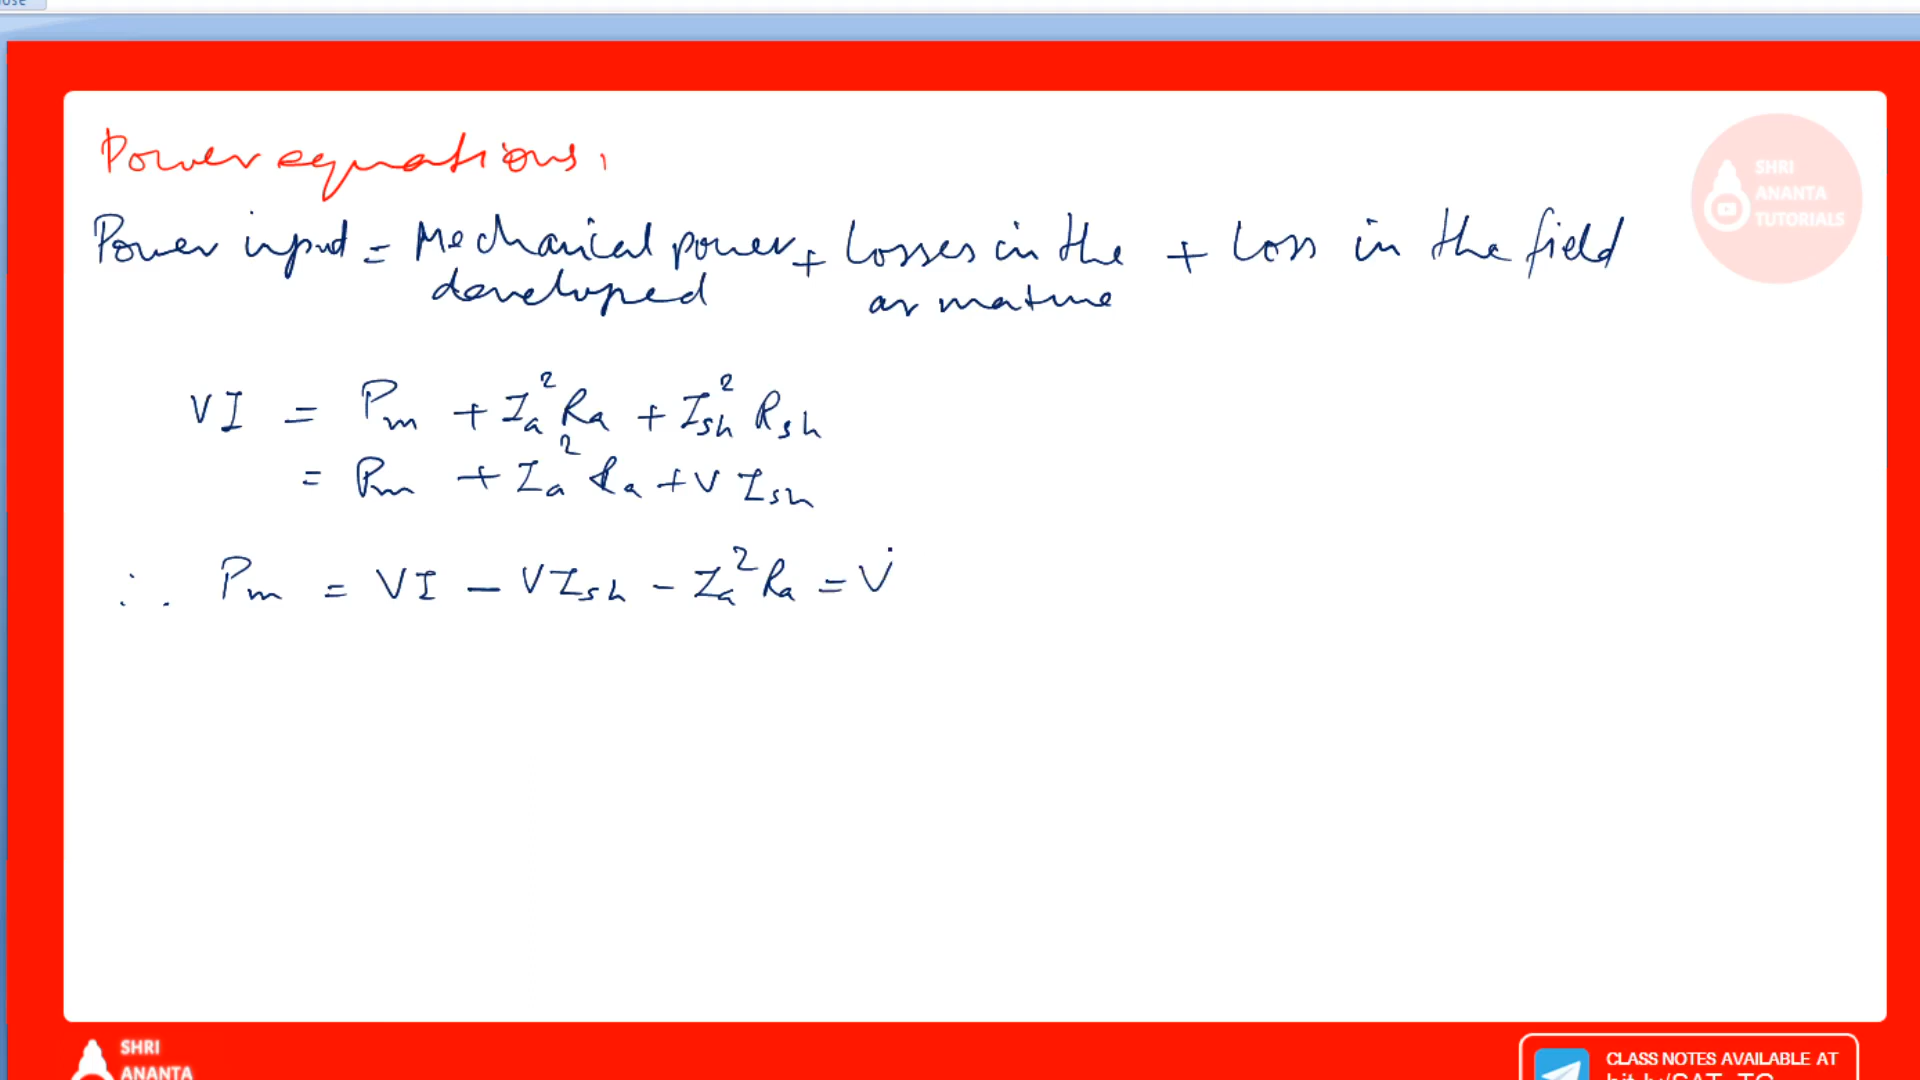 Power equations,
SHRI
ANANTA
TUTORIALS
Power input = Mechanical power + Losses in the + Loss in the field
developed armature
VI = Pm + Ia² Ra + Ish² Rsh
= Pm + Ia² Ra + V Ish
∴ Pm = VI - VIsh - Ia² Ra = V
SHRI
ANANTA
CLASS NOTES AVAILABLE AT